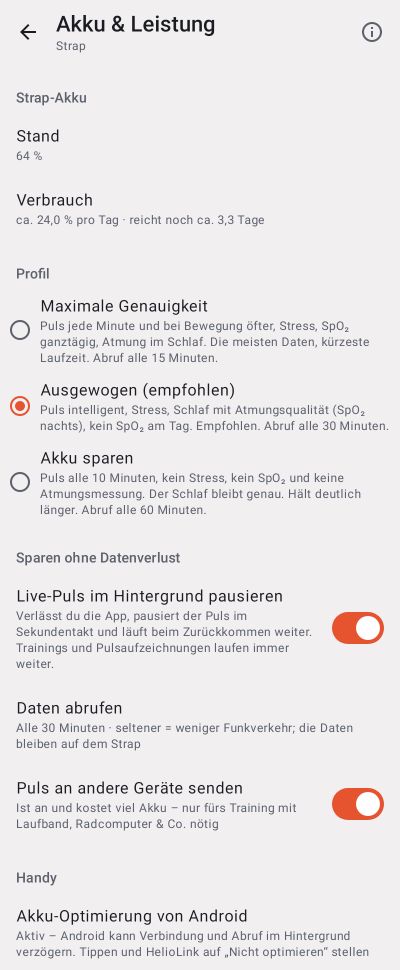 Akku & Leistung
Strap
Strap-Akku
Stand
64 %
Verbrauch
ca. 24,0 % pro Tag · reicht noch ca. 3,3 Tage
Profil
Maximale Genauigkeit
Puls jede Minute und bei Bewegung öfter, Stress, SpO₂
ganztägig, Atmung im Schlaf. Die meisten Daten, kürzeste
Laufzeit. Abruf alle 15 Minuten.
Ausgewogen (empfohlen)
Puls intelligent, Stress, Schlaf mit Atmungsqualität (SpO₂
nachts), kein SpO₂ am Tag. Empfohlen. Abruf alle 30 Minuten.
Akku sparen
Puls alle 10 Minuten, kein Stress, kein SpO₂ und keine
Atmungsmessung. Der Schlaf bleibt genau. Hält deutlich
länger. Abruf alle 60 Minuten.
Sparen ohne Datenverlust
Live-Puls im Hintergrund pausieren
Verlässt du die App, pausiert der Puls im
Sekundentakt und läuft beim Zurückkommen weiter.
Trainings und Pulsaufzeichnungen laufen immer
weiter.
Daten abrufen
Alle 30 Minuten · seltener = weniger Funkverkehr; die Daten
bleiben auf dem Strap
Puls an andere Geräte senden
Ist an und kostet viel Akku – nur fürs Training mit
Laufband, Radcomputer & Co. nötig
Handy
Akku-Optimierung von Android
Aktiv – Android kann Verbindung und Abruf im Hintergrund
verzögern. Tippen und HelioLink auf „Nicht optimieren“ stellen